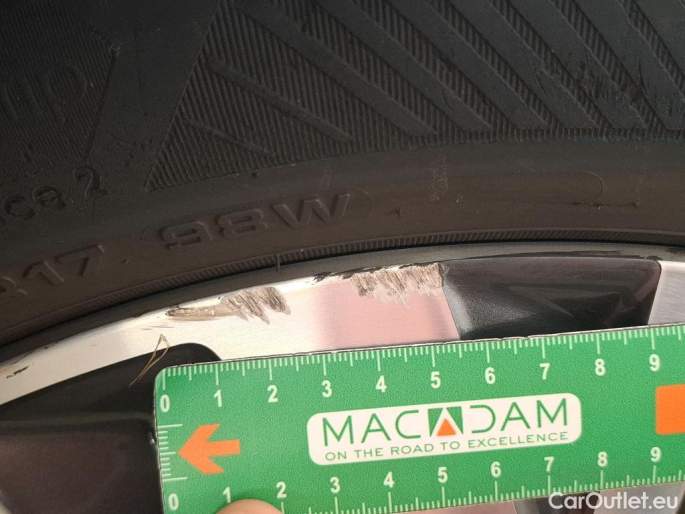 R17 98W
0 1 2 3 4 5 6 7 8 9
MACADAM
ON THE ROAD TO EXCELLENCE
0 1 2 3 4 5 6 7 8 9
CarOutlet.eu